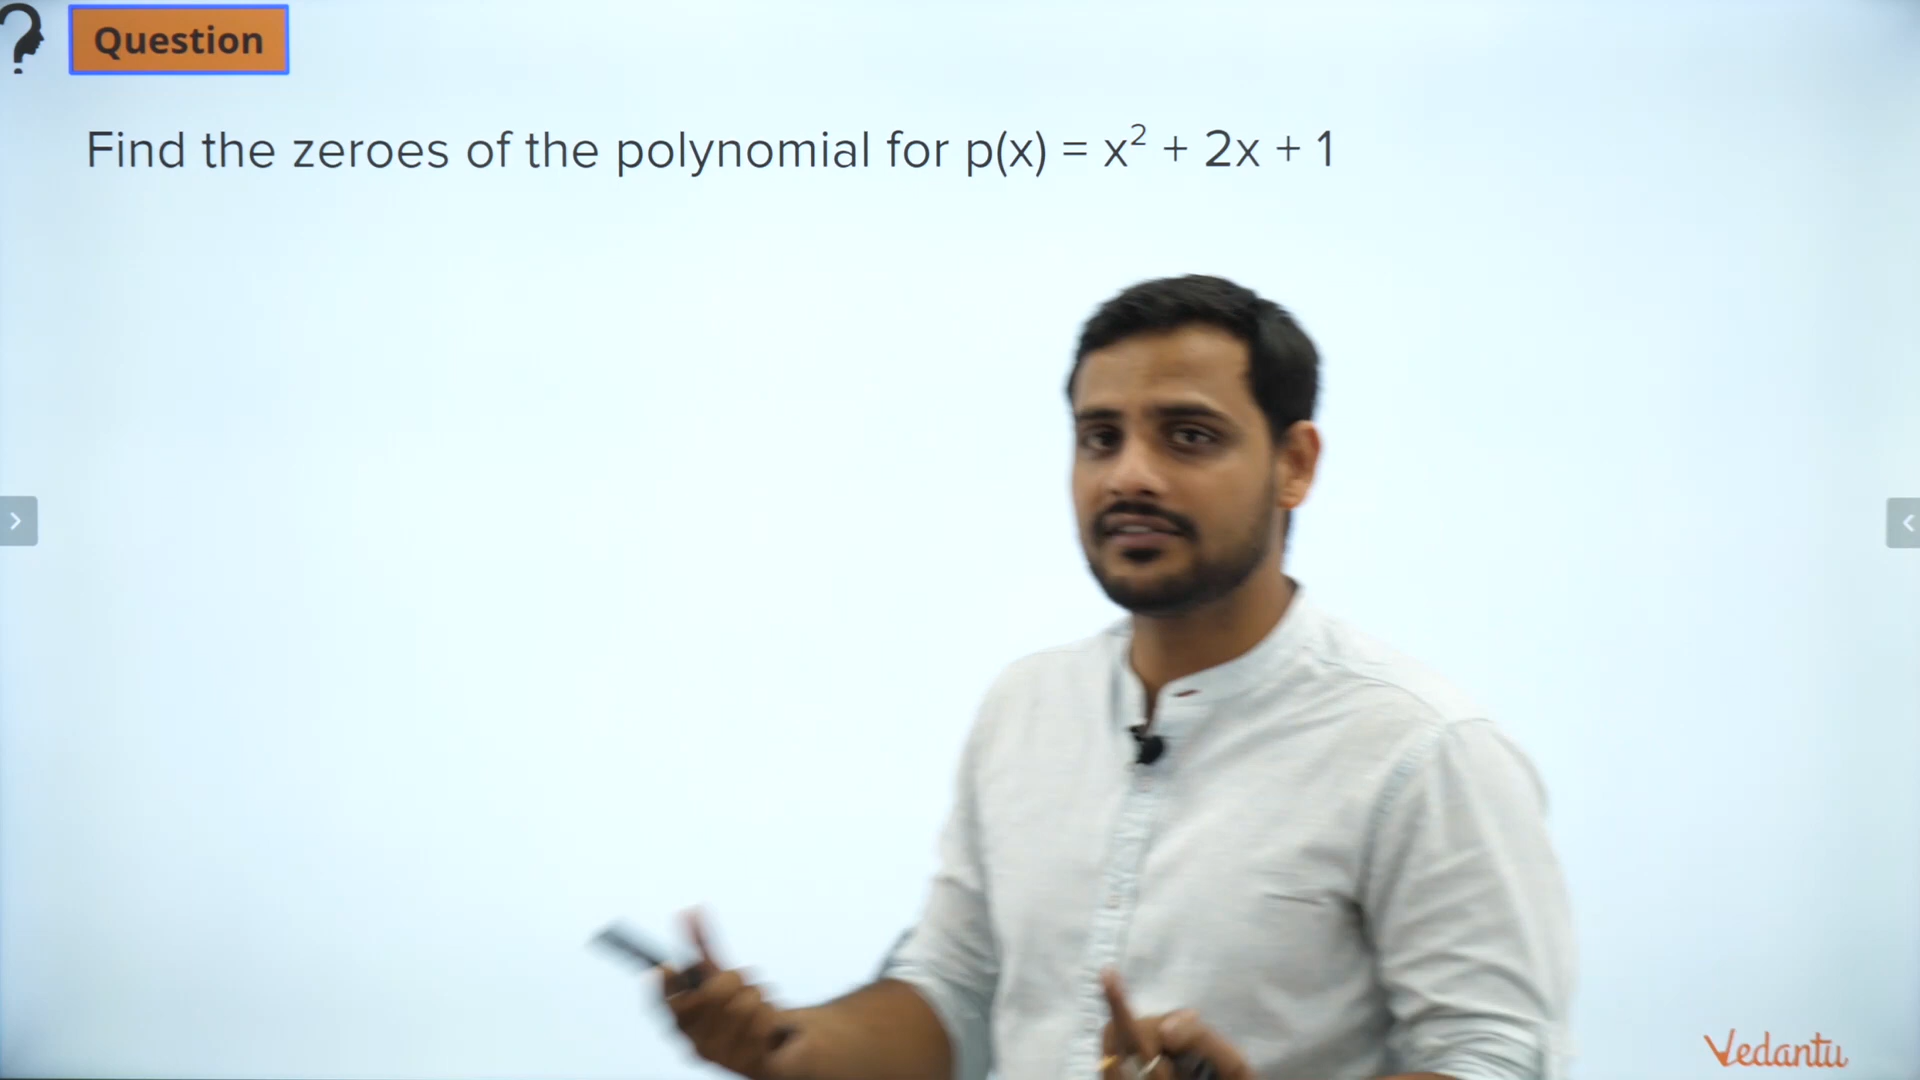 Question
Find the zeroes of the polynomial for p(x) = x² + 2x + 1
Vedantu